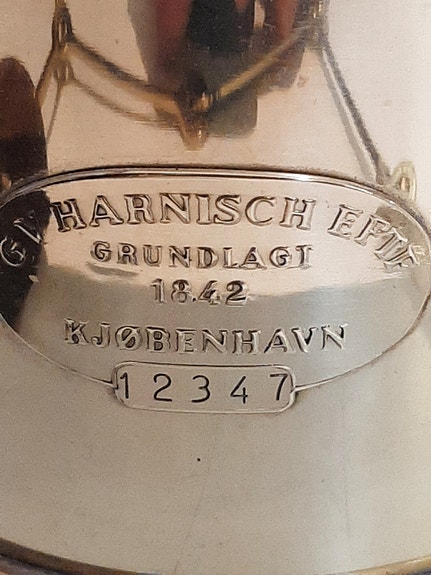 GW HARNISCH EFTF
GRUNDLAGT
1842
KJØBENHAVN
12347